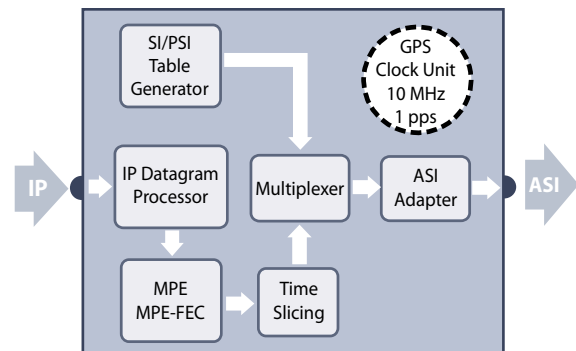 SI/PSI
Table
Generator
GPS
Clock Unit
10 MHz
1 pps
IP
IP Datagram
Processor
Multiplexer
ASI
Adapter
ASI
MPE
MPE-FEC
Time
Slicing